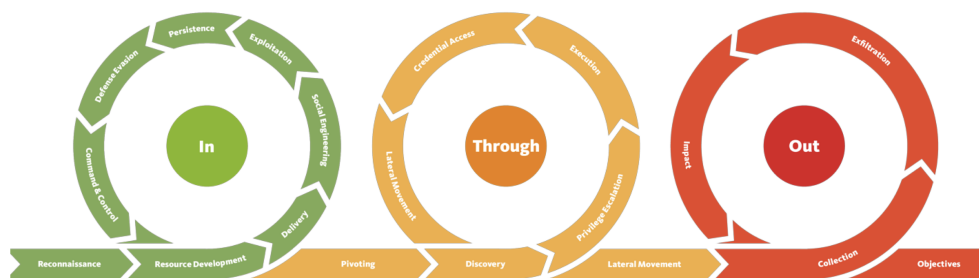 In
Reconnaissance
Resource Development
Delivery
Social Engineering
Exploitation
Persistence
Defense Evasion
Command & Control
Through
Pivoting
Discovery
Privilege Escalation
Execution
Credential Access
Lateral Movement
Lateral Movement
Out
Collection
Exfiltration
Impact
Objectives